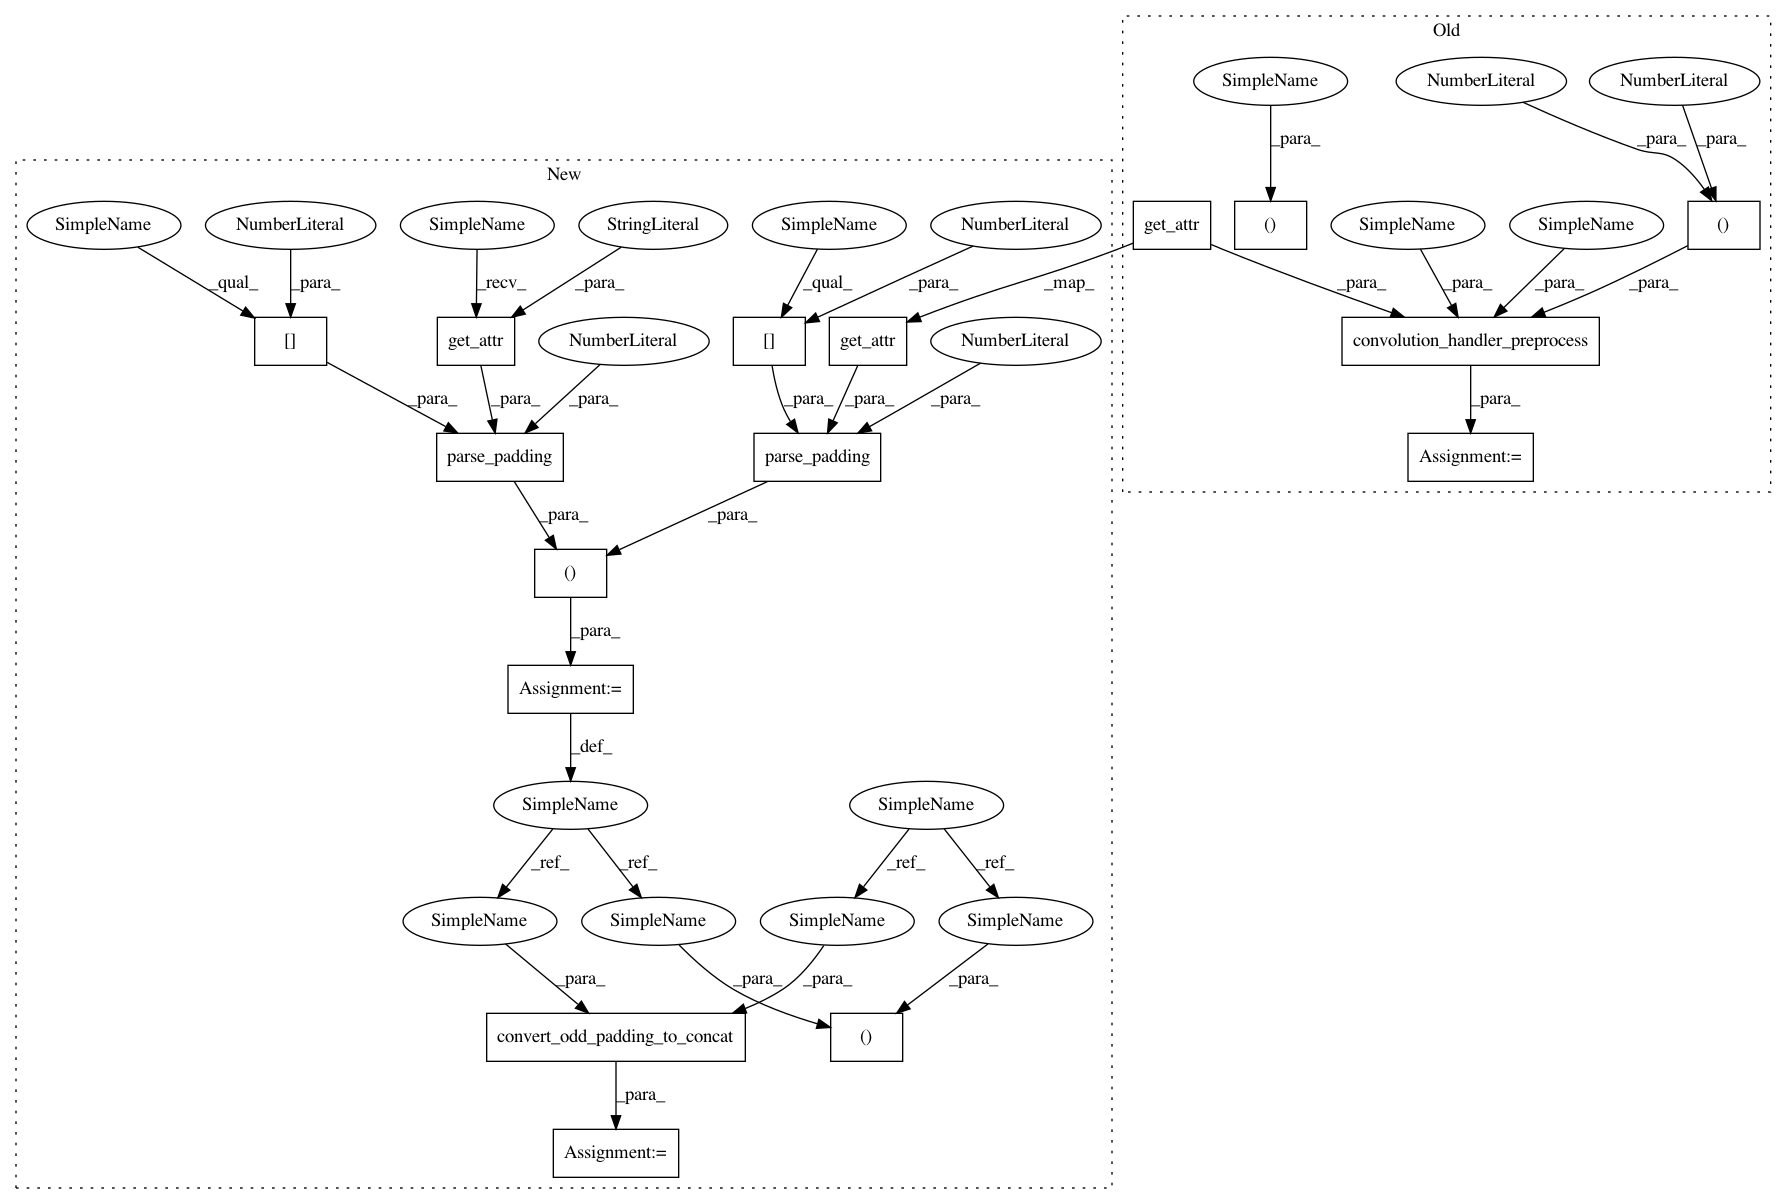 Old
SimpleName
NumberLiteral
NumberLiteral
_para_
_para_
_para_
New
SimpleName
NumberLiteral
SimpleName
StringLiteral
SimpleName
NumberLiteral
get_attr
()
SimpleName
SimpleName
()
_qual_
_para_
_recv_
_para_
_qual_
_para_
_map_
_para_
_para_
_para_
_para_
[]
get_attr
NumberLiteral
[]
get_attr
NumberLiteral
convolution_handler_preprocess
_para_
_para_
_para_
_para_
_para_
_para_
_para_
parse_padding
parse_padding
Assignment:=
_para_
_para_
()
_para_
Assignment:=
_def_
SimpleName
SimpleName
_ref_
_ref_
_ref_
_ref_
SimpleName
SimpleName
SimpleName
SimpleName
_para_
_para_
_para_
_para_
convert_odd_padding_to_concat
()
_para_
Assignment:=